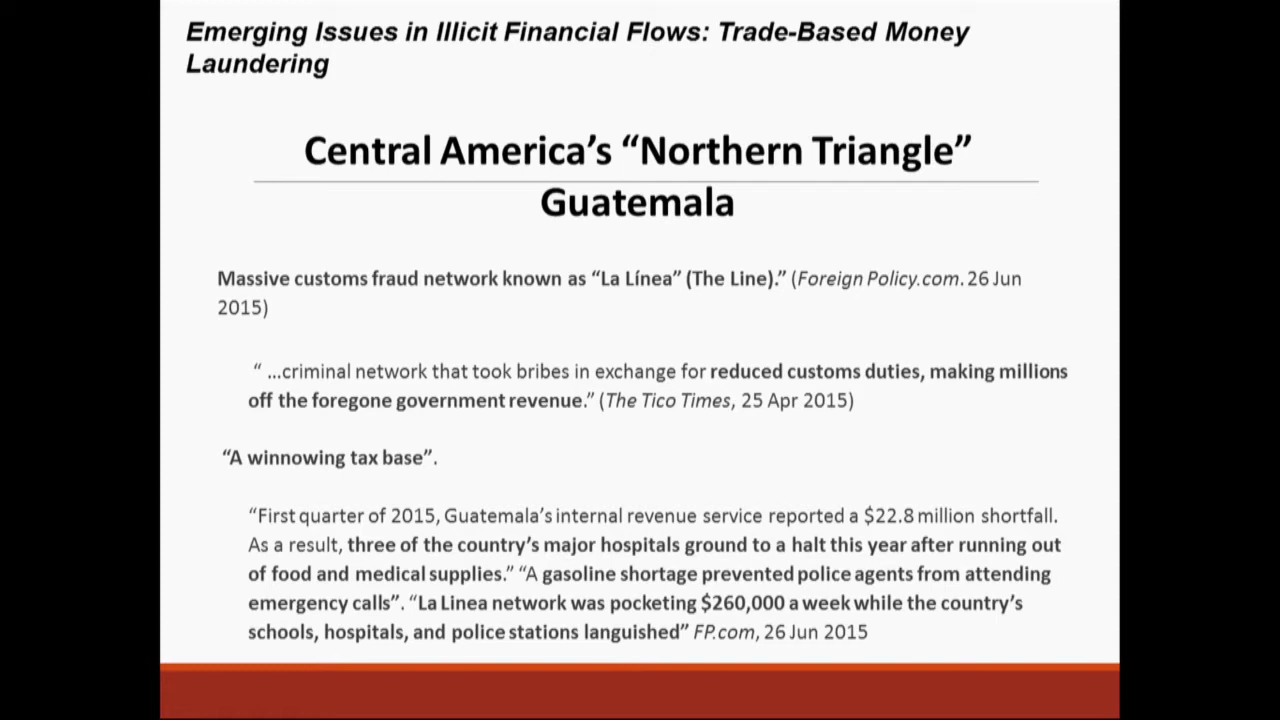 Emerging Issues in Illicit Financial Flows: Trade-Based Money
Laundering
Central America’s “Northern Triangle”
Guatemala
Massive customs fraud network known as “La Línea” (The Line).” (Foreign Policy.com. 26 Jun
2015)
“ …criminal network that took bribes in exchange for reduced customs duties, making millions
off the foregone government revenue.” (The Tico Times, 25 Apr 2015)
“A winnowing tax base”.
“First quarter of 2015, Guatemala’s internal revenue service reported a $22.8 million shortfall.
As a result, three of the country’s major hospitals ground to a halt this year after running out
of food and medical supplies.” “A gasoline shortage prevented police agents from attending
emergency calls”. “La Linea network was pocketing $260,000 a week while the country’s
schools, hospitals, and police stations languished” FP.com, 26 Jun 2015